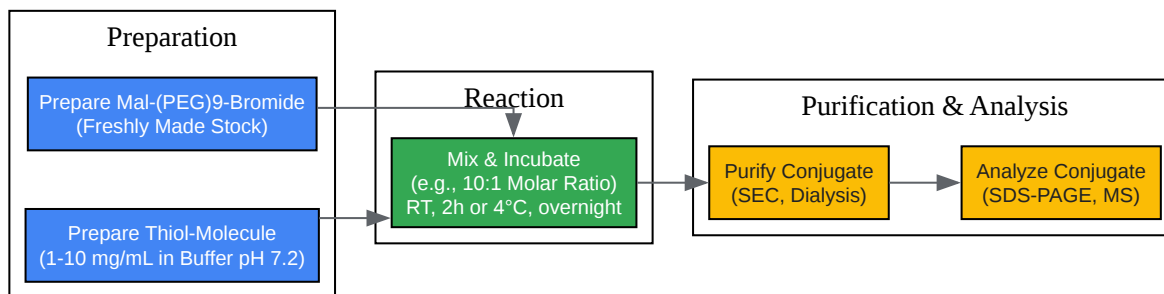 Preparation
Prepare Mal-(PEG)9-Bromide
(Freshly Made Stock)
Prepare Thiol-Molecule
(1-10 mg/mL in Buffer pH 7.2)
Reaction
Mix & Incubate
(e.g., 10:1 Molar Ratio)
RT, 2h or 4°C, overnight
Purification & Analysis
Purify Conjugate
(SEC, Dialysis)
Analyze Conjugate
(SDS-PAGE, MS)